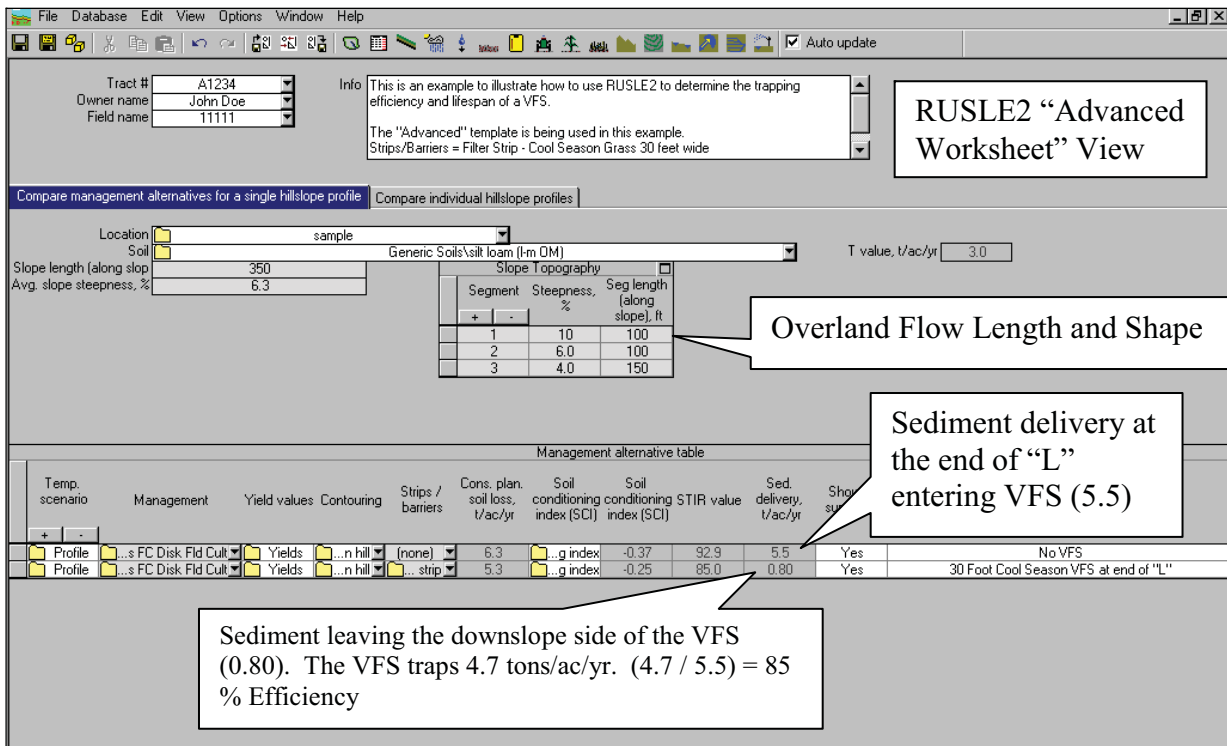 File Database Edit View Options Window Help
Auto update
Tract # A1234
Owner name John Doe
Field name 11111
Info This is an example to illustrate how to use RUSLE2 to determine the trapping
efficiency and lifespan of a VFS.
The "Advanced" template is being used in this example.
Strips/Barriers = Filter Strip - Cool Season Grass 30 feet wide
RUSLE2 “Advanced
Worksheet” View
Compare management alternatives for a single hillslope profile Compare individual hillslope profiles
Location sample
Soil Generic Soils\silt loam (l-m OM) T value, t/ac/yr 3.0
Slope length (along slop 350
Avg. slope steepness, % 6.3
Slope Topography
Segment Steepness, % Seg length (along slope), ft
+ -
1 10 100
2 6.0 100
3 4.0 150
Overland Flow Length and Shape
Sediment delivery at
the end of “L”
entering VFS (5.5)
Management alternative table
Temp. scenario Management Yield values Contouring Strips / barriers Cons. plan. soil loss, t/ac/yr Soil conditioning index (SCI) Soil conditioning index (SCI) STIR value Sed. delivery, t/ac/yr
+ -
Profile ...s FC Disk Fld Cult Yields ...n hill (none) 6.3 ...g index -0.37 92.9 5.5 Yes No VFS
Profile ...s FC Disk Fld Cult Yields ...n hill ... strip 5.3 ...g index -0.25 85.0 0.80 Yes 30 Foot Cool Season VFS at end of "L"
Sediment leaving the downslope side of the VFS
(0.80). The VFS traps 4.7 tons/ac/yr. (4.7 / 5.5) = 85
% Efficiency